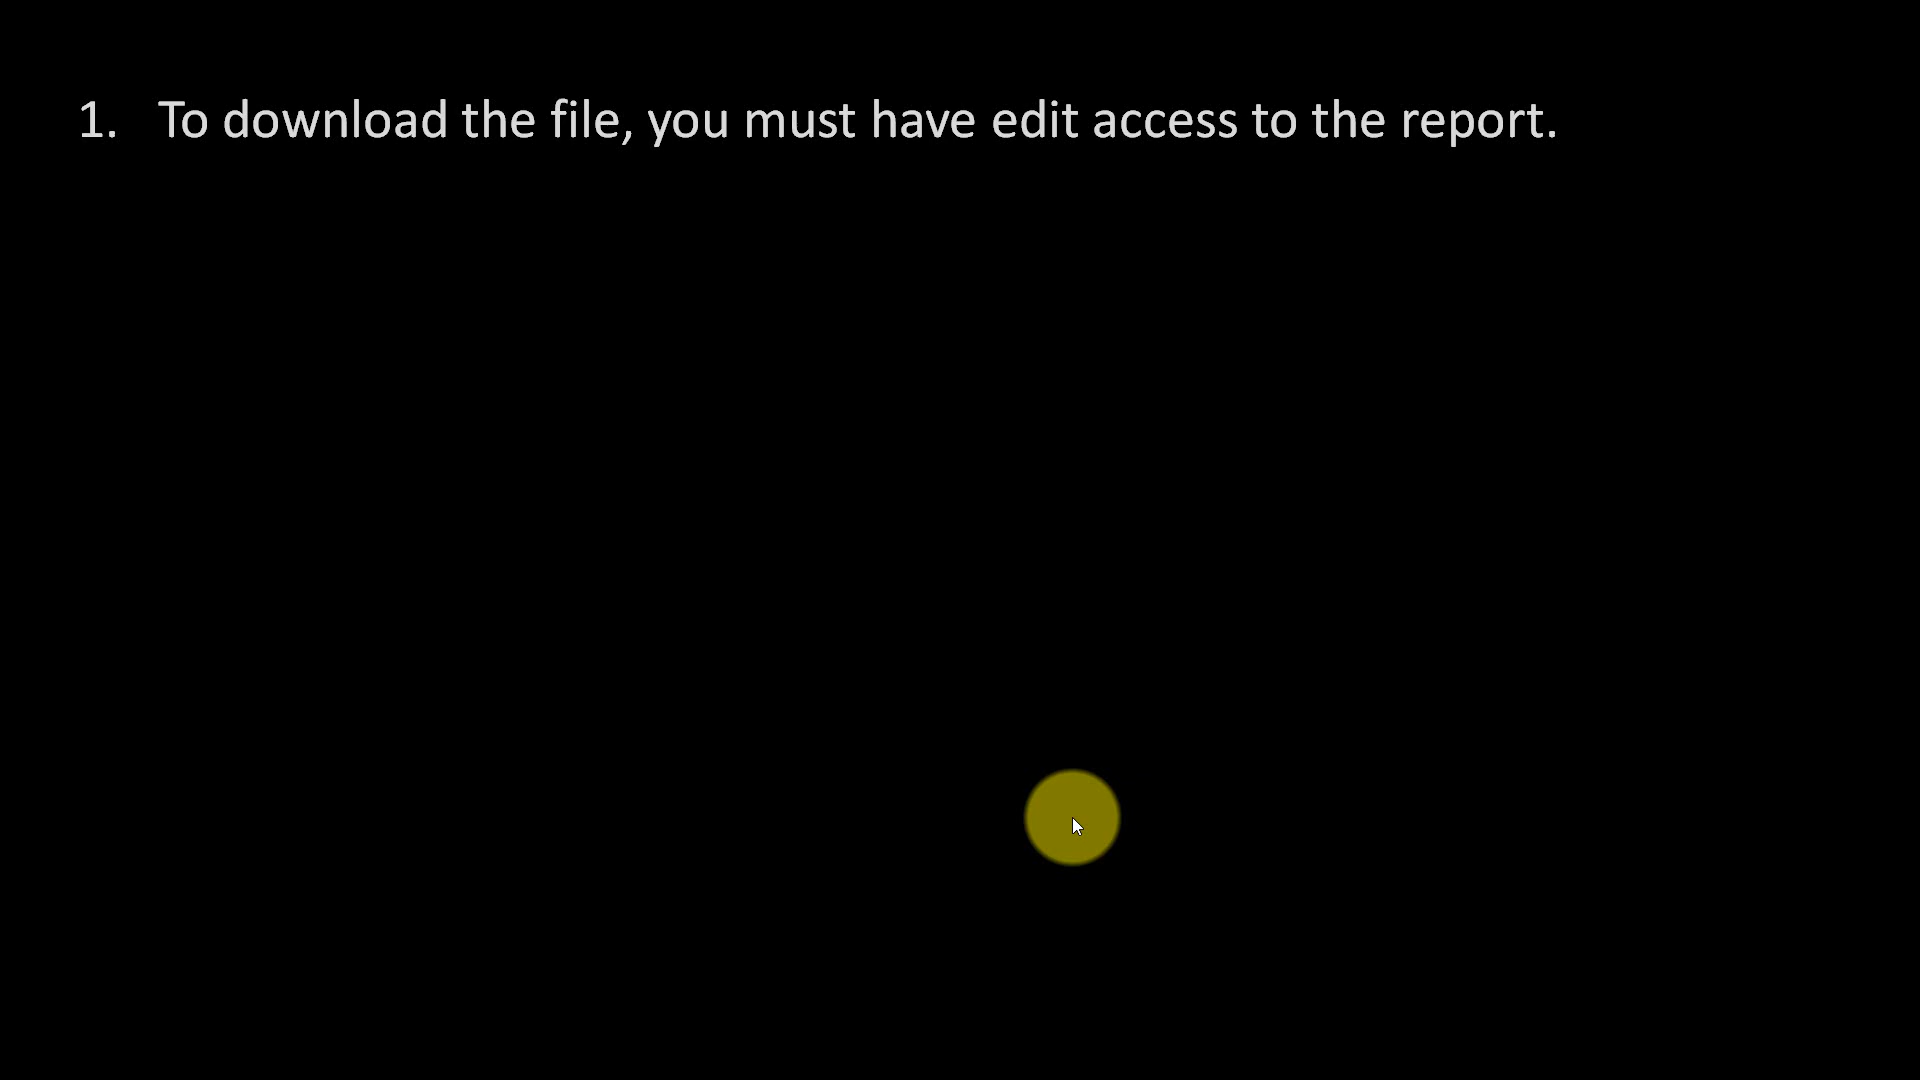 1. To download the file, you must have edit access to the report.